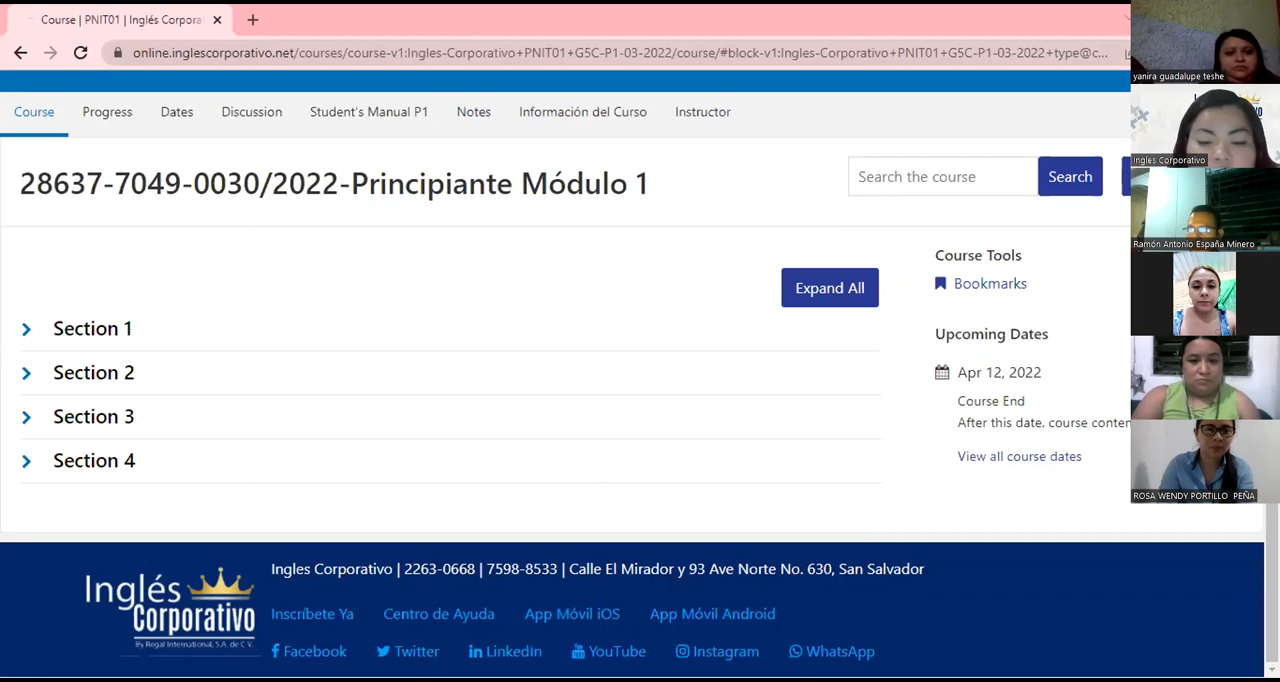 Course | PNIT01 | Inglés Corpora
online.inglescorporativo.net/courses/course-v1:Ingles-Corporativo+PNIT01+G5C-P1-03-2022/course/#block-v1:Ingles-Corporativo+PNIT01+G5C-P1-03-2022+type@c...
Course Progress Dates Discussion Student's Manual P1 Notes Información del Curso Instructor
28637-7049-0030/2022-Principiante Módulo 1
Search the course Search
Expand All
Section 1
Section 2
Section 3
Section 4
Course Tools
Bookmarks
Upcoming Dates
Apr 12, 2022
Course End
After this date, course conten
View all course dates
yanira guadalupe teshe
Ingles Corporativo
Ramón Antonio España Minero
ROSA WENDY PORTILLO PEÑA
Inglés
Corporativo
By Regal International, S.A. de C.V.
Ingles Corporativo | 2263-0668 | 7598-8533 | Calle El Mirador y 93 Ave Norte No. 630, San Salvador
Inscríbete Ya Centro de Ayuda App Móvil iOS App Móvil Android
Facebook Twitter LinkedIn YouTube Instagram WhatsApp